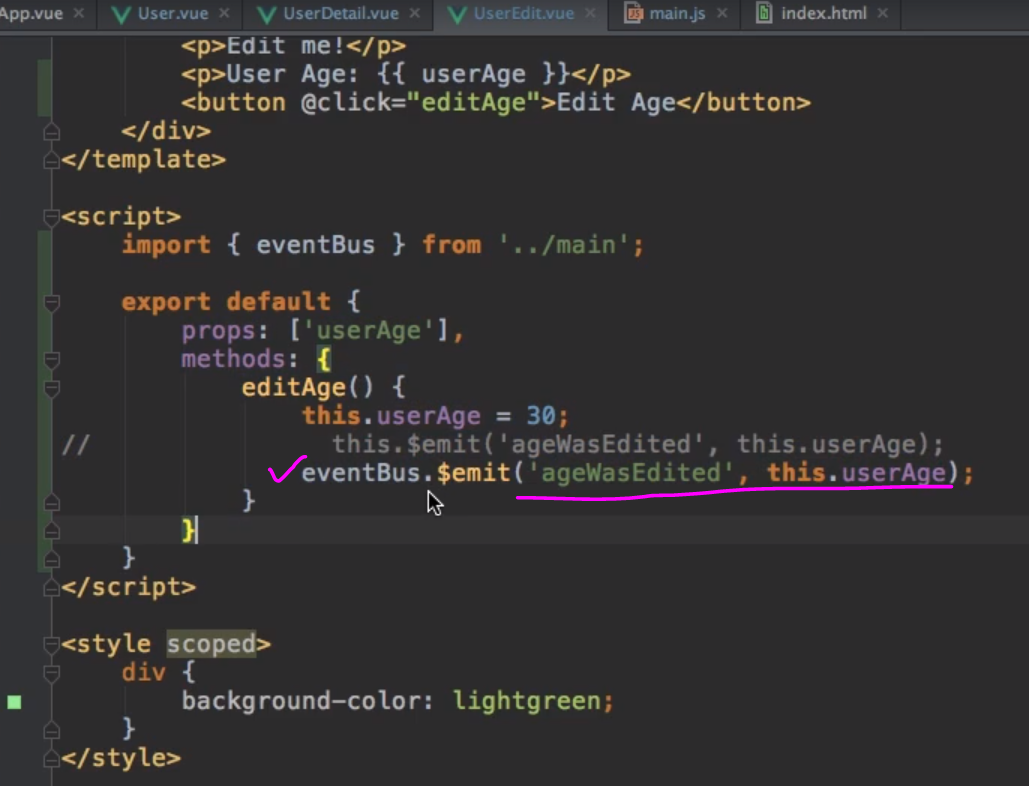 App.vue × User.vue × UserDetail.vue × UserEdit.vue × main.js × index.html ×
<p>Edit me!</p>
<p>User Age: {{ userAge }}</p>
<button @click="editAge">Edit Age</button>
</div>
</template>
<script>
import { eventBus } from '../main';
export default {
props: ['userAge'],
methods: {
editAge() {
this.userAge = 30;
// this.$emit('ageWasEdited', this.userAge);
eventBus.$emit('ageWasEdited', this.userAge);
}
}
}
</script>
<style scoped>
div {
background-color: lightgreen;
}
</style>